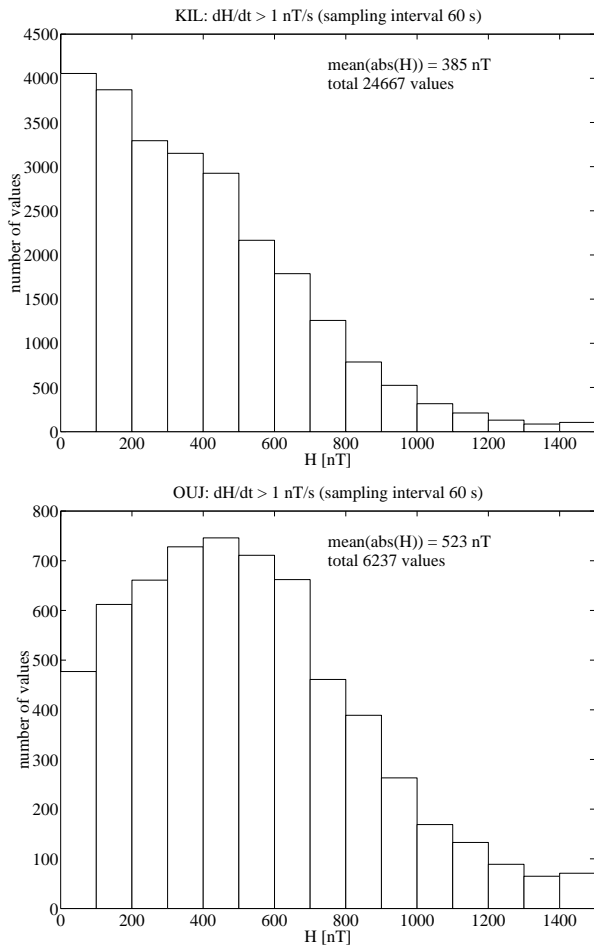 KIL: dH/dt > 1 nT/s (sampling interval 60 s)
mean(abs(H)) = 385 nT
total 24667 values
number of values
4500
4000
3500
3000
2500
2000
1500
1000
500
0
0 200 400 600 800 1000 1200 1400
H [nT]
OUJ: dH/dt > 1 nT/s (sampling interval 60 s)
mean(abs(H)) = 523 nT
total 6237 values
number of values
800
700
600
500
400
300
200
100
0
0 200 400 600 800 1000 1200 1400
H [nT]